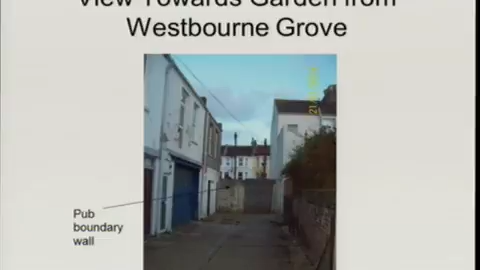 View Towards Garden from
Westbourne Grove
Pub
boundary
wall